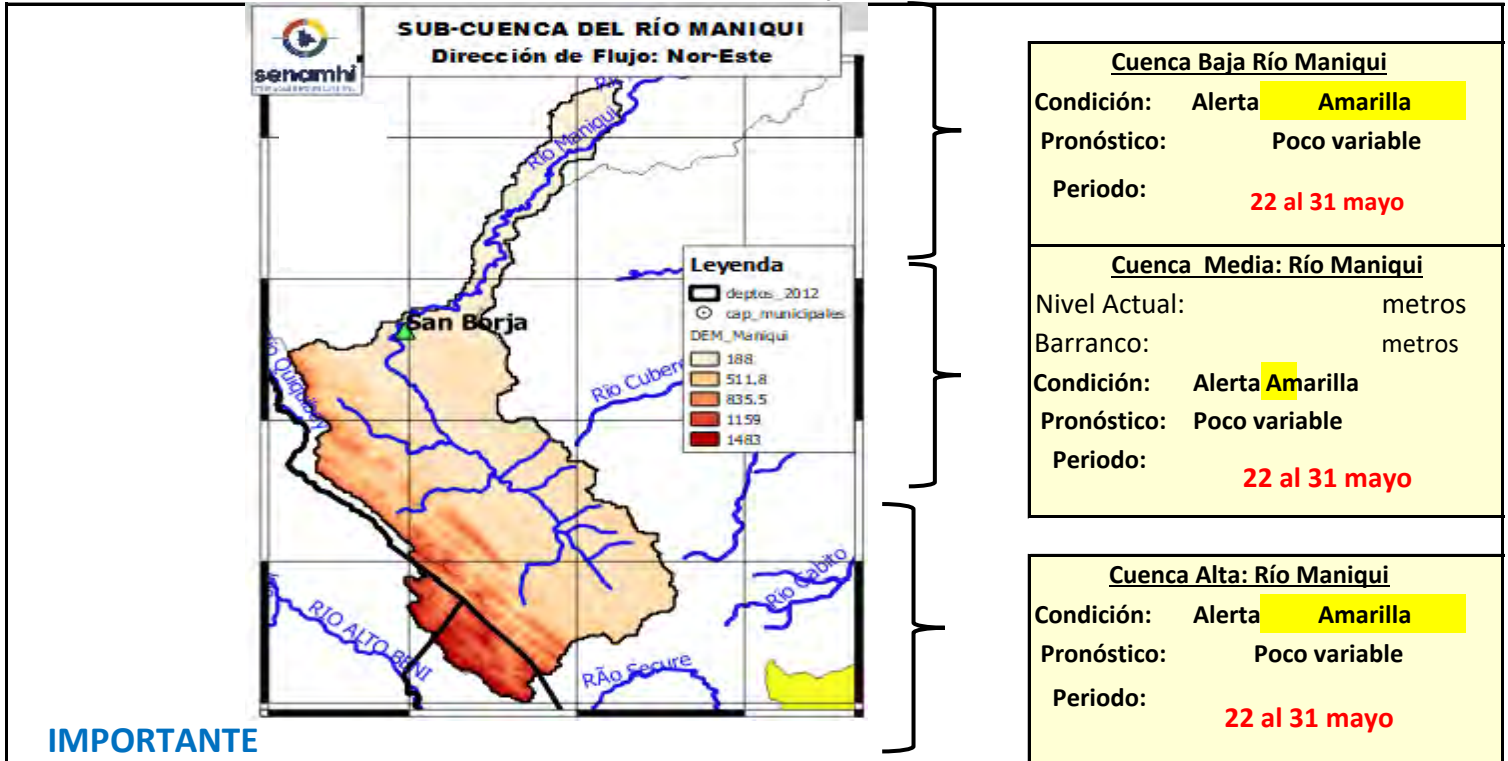 senamhi
SUB-CUENCA DEL RÍO MANIQUI
Dirección de Flujo: Nor-Este
Río Maniqui
San Borja
Río Cuber
RIO ALTO BENI
RÃo Secure
Leyenda
deptos_2012
cap_municipales
DEM_Maniqui
188
511.8
835.5
1159
1483
IMPORTANTE
Cuenca Baja Río Maniqui
Condición: Alerta Amarilla
Pronóstico: Poco variable
Periodo:
22 al 31 mayo
Cuenca Media: Río Maniqui
Nivel Actual: metros
Barranco: metros
Condición: Alerta Amarilla
Pronóstico: Poco variable
Periodo:
22 al 31 mayo
Cuenca Alta: Río Maniqui
Condición: Alerta Amarilla
Pronóstico: Poco variable
Periodo:
22 al 31 mayo